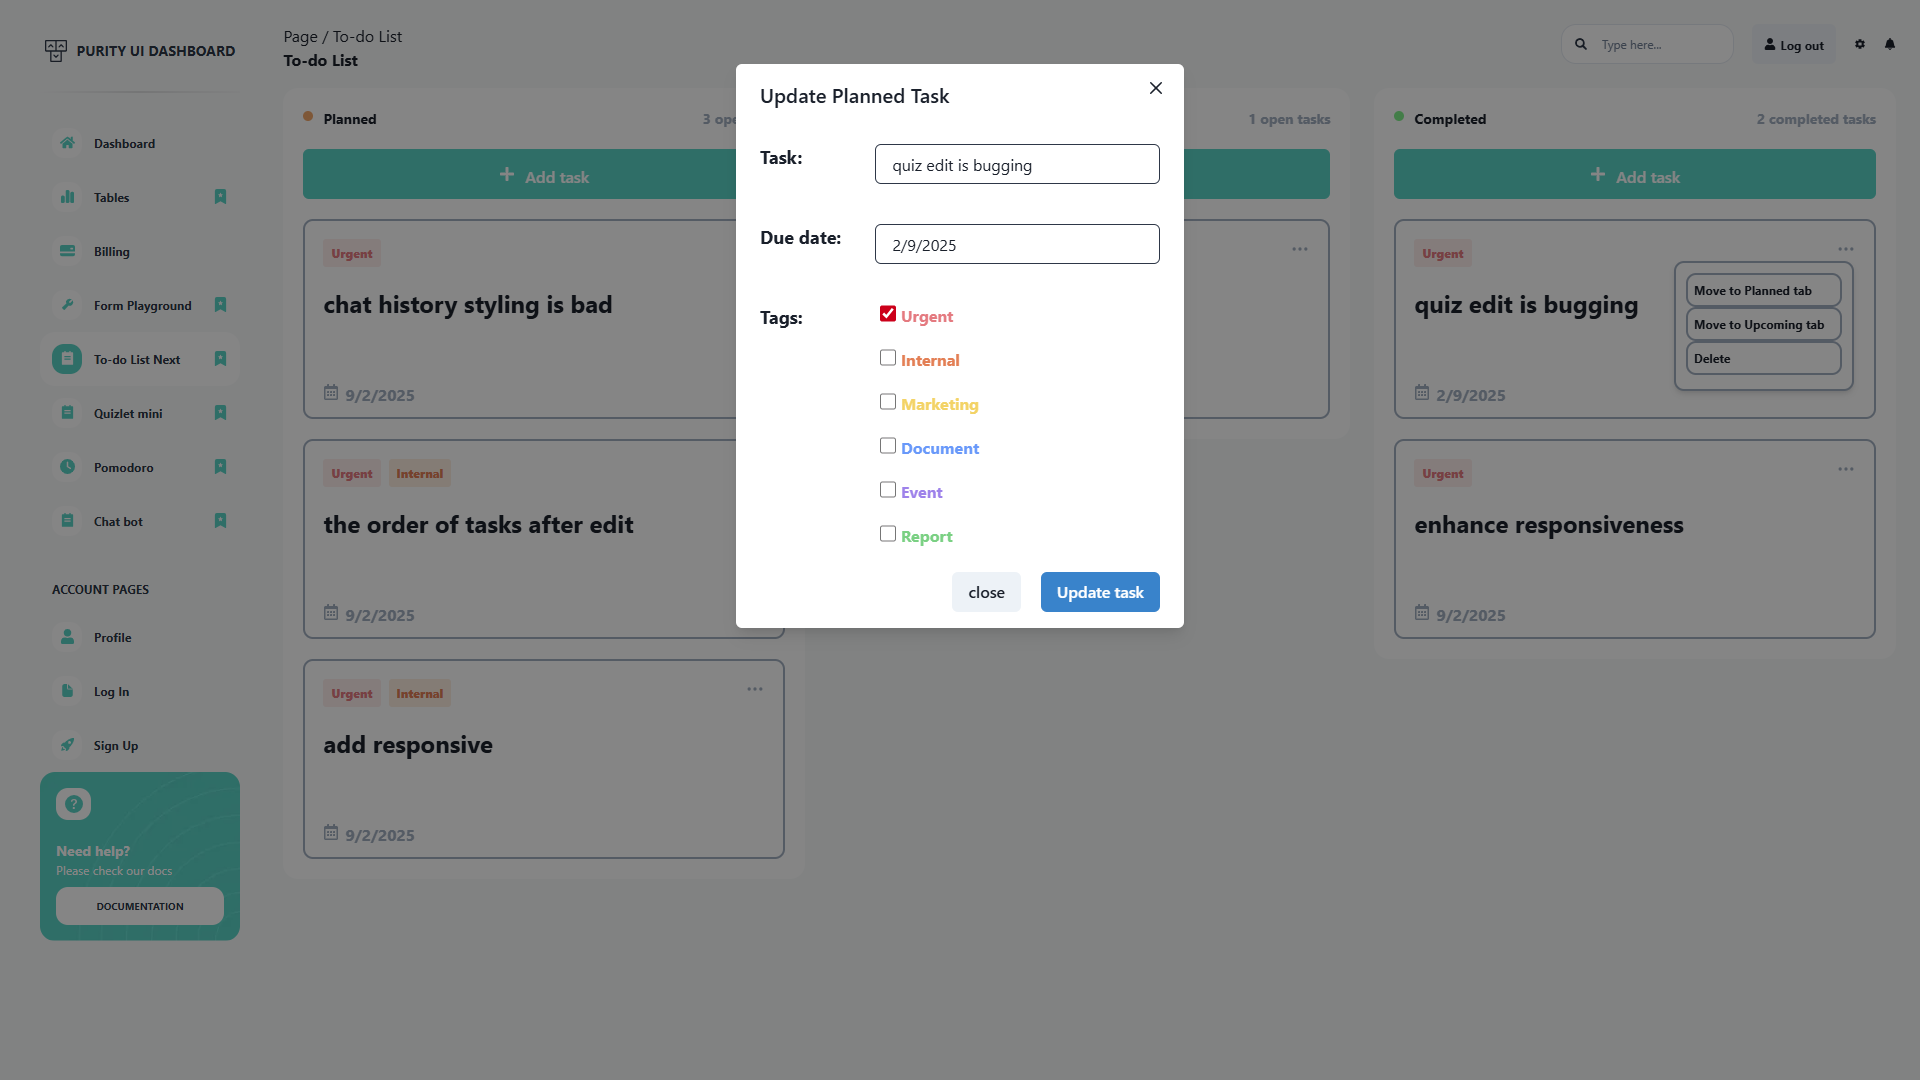 PURITY UI DASHBOARD
Dashboard
Tables
Billing
Form Playground
To-do List Next
Quizlet mini
Pomodoro
Chat bot
ACCOUNT PAGES
Profile
Log In
Sign Up
?
Need help?
Please check our docs
DOCUMENTATION
Page / To-do List
To-do List
Type here...
Log out
Planned
3
Add task
Urgent
chat history styling is bad
9/2/2025
Urgent Internal
the order of tasks after edit
9/2/2025
Urgent Internal
add responsive
9/2/2025
1 open tasks
Completed
2 completed tasks
Add task
Urgent
quiz edit is bugging
2/9/2025
Move to Planned tab
Move to Upcoming tab
Delete
Urgent
enhance responsiveness
9/2/2025
Update Planned Task
Task:
quiz edit is bugging
Due date:
2/9/2025
Tags:
Urgent
Internal
Marketing
Document
Event
Report
close
Update task